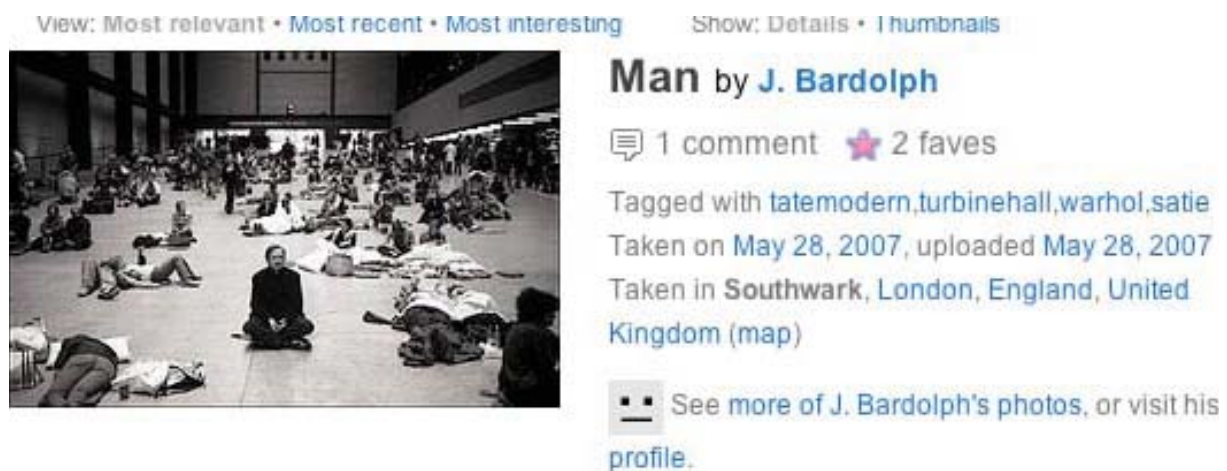 View: Most relevant • Most recent • Most interesting Show: Details • Thumbnails
Man by J. Bardolph
1 comment 2 faves
Tagged with tatemodern,turbinehall,warhol,satie
Taken on May 28, 2007, uploaded May 28, 2007
Taken in Southwark, London, England, United
Kingdom (map)
See more of J. Bardolph's photos, or visit his
profile.